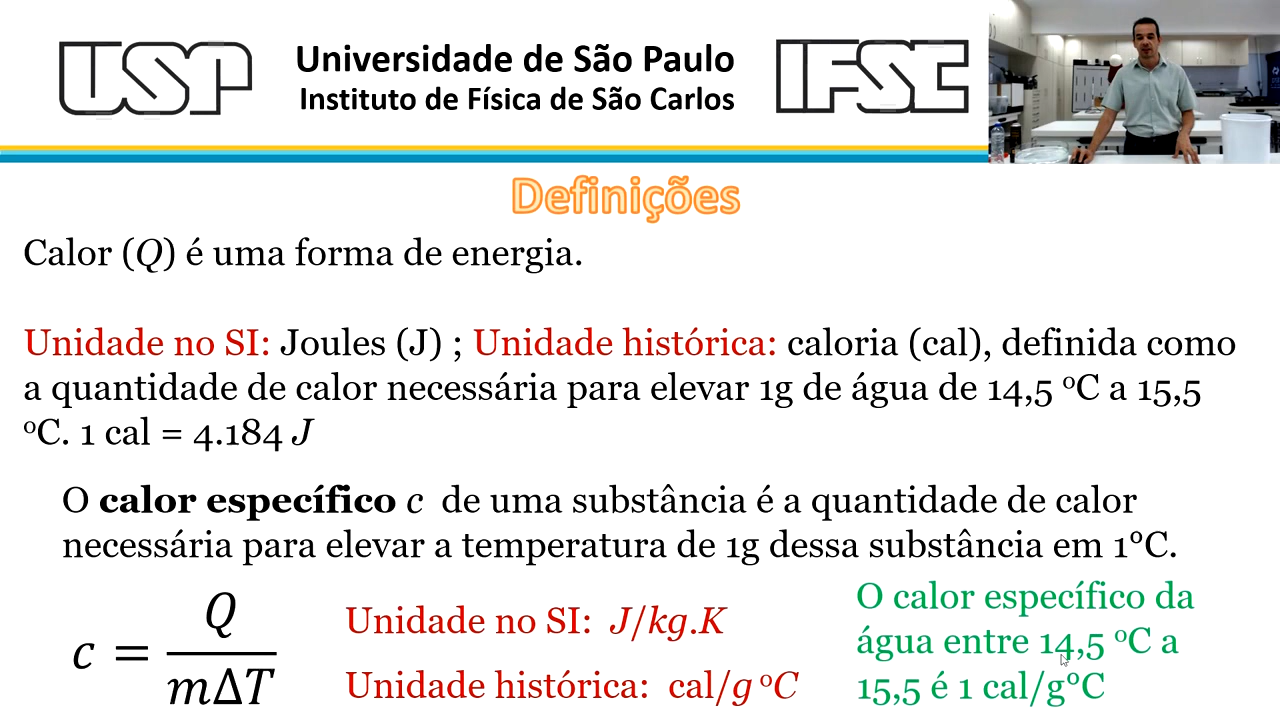 USP
Universidade de São Paulo
Instituto de Física de São Carlos
IFSC
Definições
Calor (Q) é uma forma de energia.
Unidade no SI: Joules (J) ; Unidade histórica: caloria (cal), definida como
a quantidade de calor necessária para elevar 1g de água de 14,5 ºC a 15,5
ºC. 1 cal = 4.184 J
O calor específico c de uma substância é a quantidade de calor
necessária para elevar a temperatura de 1g dessa substância em 1°C.
c = Q / mΔT
Unidade no SI: J/kg.K
Unidade histórica: cal/g ºC
O calor específico da
água entre 14,5 ºC a
15,5 é 1 cal/g°C